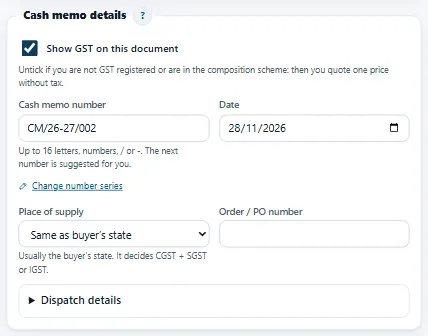 Cash memo details ?
Show GST on this document
Untick if you are not GST registered or are in the composition scheme: then you quote one price
without tax.
Cash memo number
Date
CM/26-27/002
28/11/2026
Up to 16 letters, numbers, / or -. The next
number is suggested for you.
Change number series
Place of supply
Order / PO number
Same as buyer's state
Usually the buyer's state. It decides CGST + SGST
or IGST.
Dispatch details